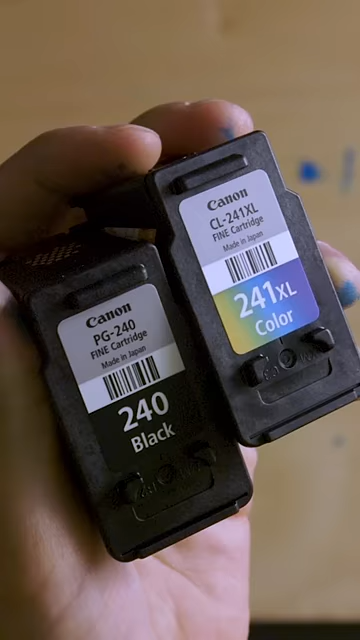 Canon
CL-241XL
FINE Cartridge
Made in Japan
241XL
Color
Canon
PG-240
FINE Cartridge
Made in Japan
240
Black